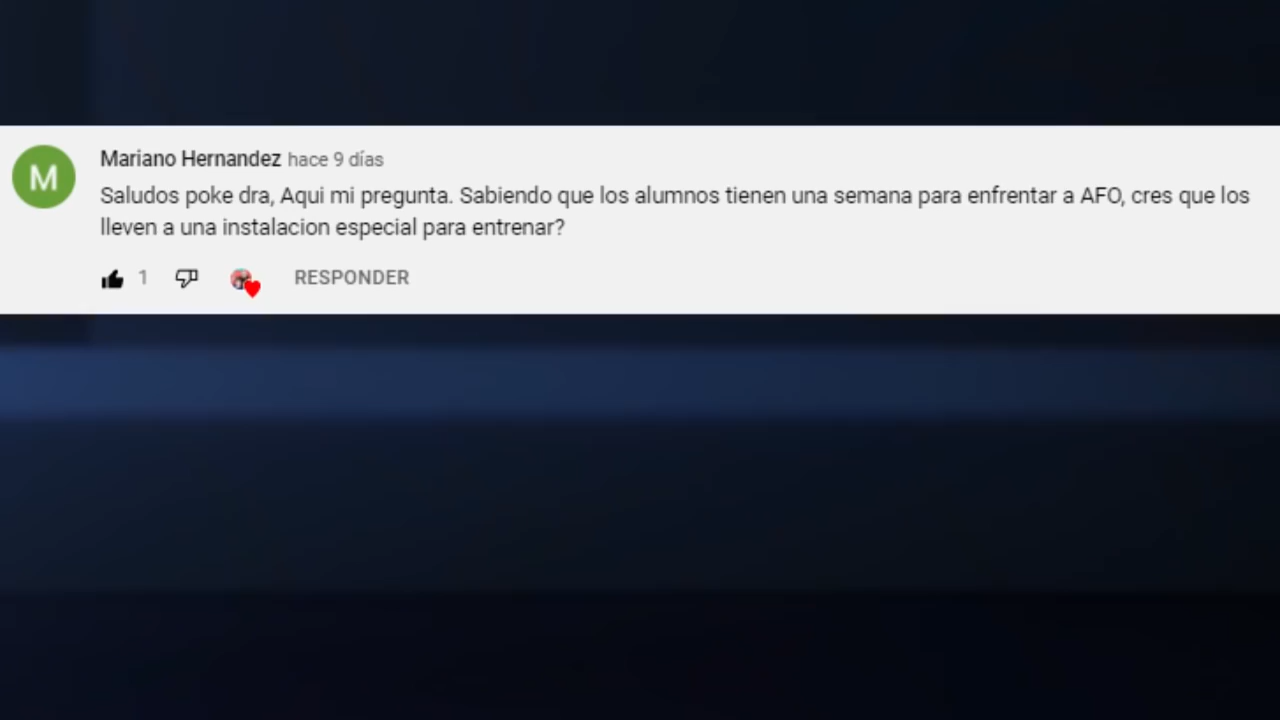 M
Mariano Hernandez hace 9 días
Saludos poke dra, Aqui mi pregunta. Sabiendo que los alumnos tienen una semana para enfrentar a AFO, cres que los
lleven a una instalacion especial para entrenar?
1 RESPONDER